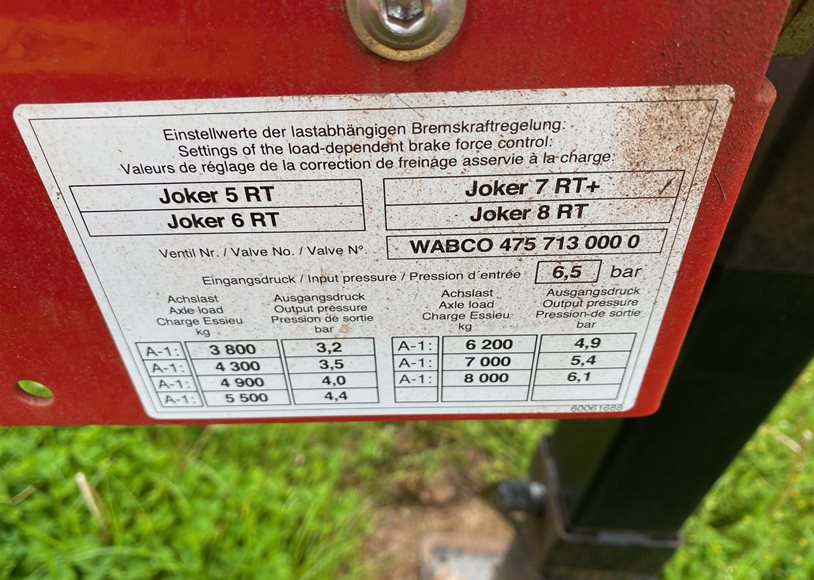 Einstellwerte der lastabhängigen Bremskraftregelung:
Settings of the load-dependent brake force control:
Valeurs de réglage de la correction de freinage asservie à la charge:
Joker 5 RT
Joker 6 RT
Joker 7 RT+
Joker 8 RT
Ventil Nr. / Valve No. / Valve N° WABCO 475 713 000 0
Eingangsdruck / Input pressure / Pression d'entrée 6,5 bar
Achslast
Axle load
Charge Essieu
kg
Ausgangsdruck
Output pressure
Pression de sortie
bar
A-1: 3 800 3,2
A-1: 4 300 3,5
A-1: 4 900 4,0
A-1: 5 500 4,4
Achslast
Axle load
Charge Essieu
kg
Ausgangsdruck
Output pressure
Pression-de sortie
bar
A-1: 6 200 4,9
A-1: 7 000 5,4
A-1: 8 000 6,1
60061688